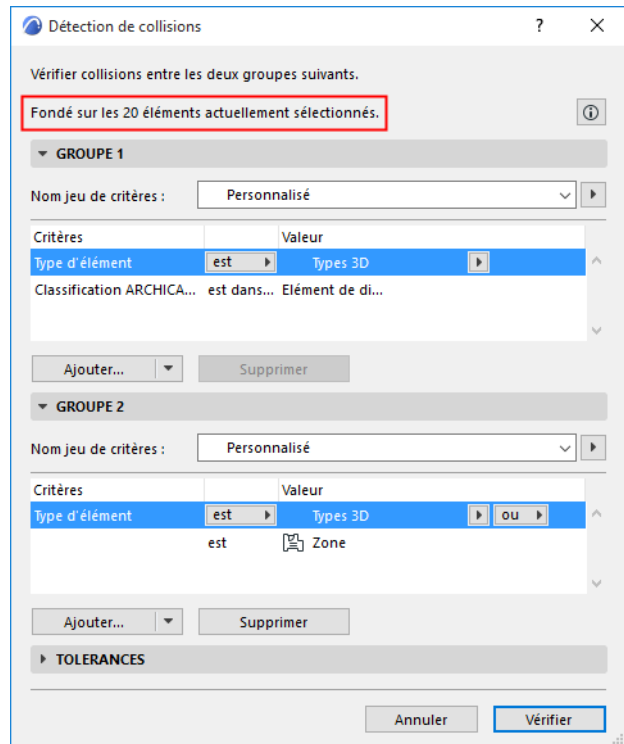 Détection de collisions ?
Vérifier collisions entre les deux groupes suivants.
Fondé sur les 20 éléments actuellement sélectionnés.
GROUPE 1
Nom jeu de critères : Personnalisé
Critères Valeur
Type d'élément est Types 3D
Classification ARCHICA... est dans... Elément de di...
Ajouter... Supprimer
GROUPE 2
Nom jeu de critères : Personnalisé
Critères Valeur
Type d'élément est Types 3D ou
est Zone
Ajouter... Supprimer
TOLERANCES
Annuler Vérifier